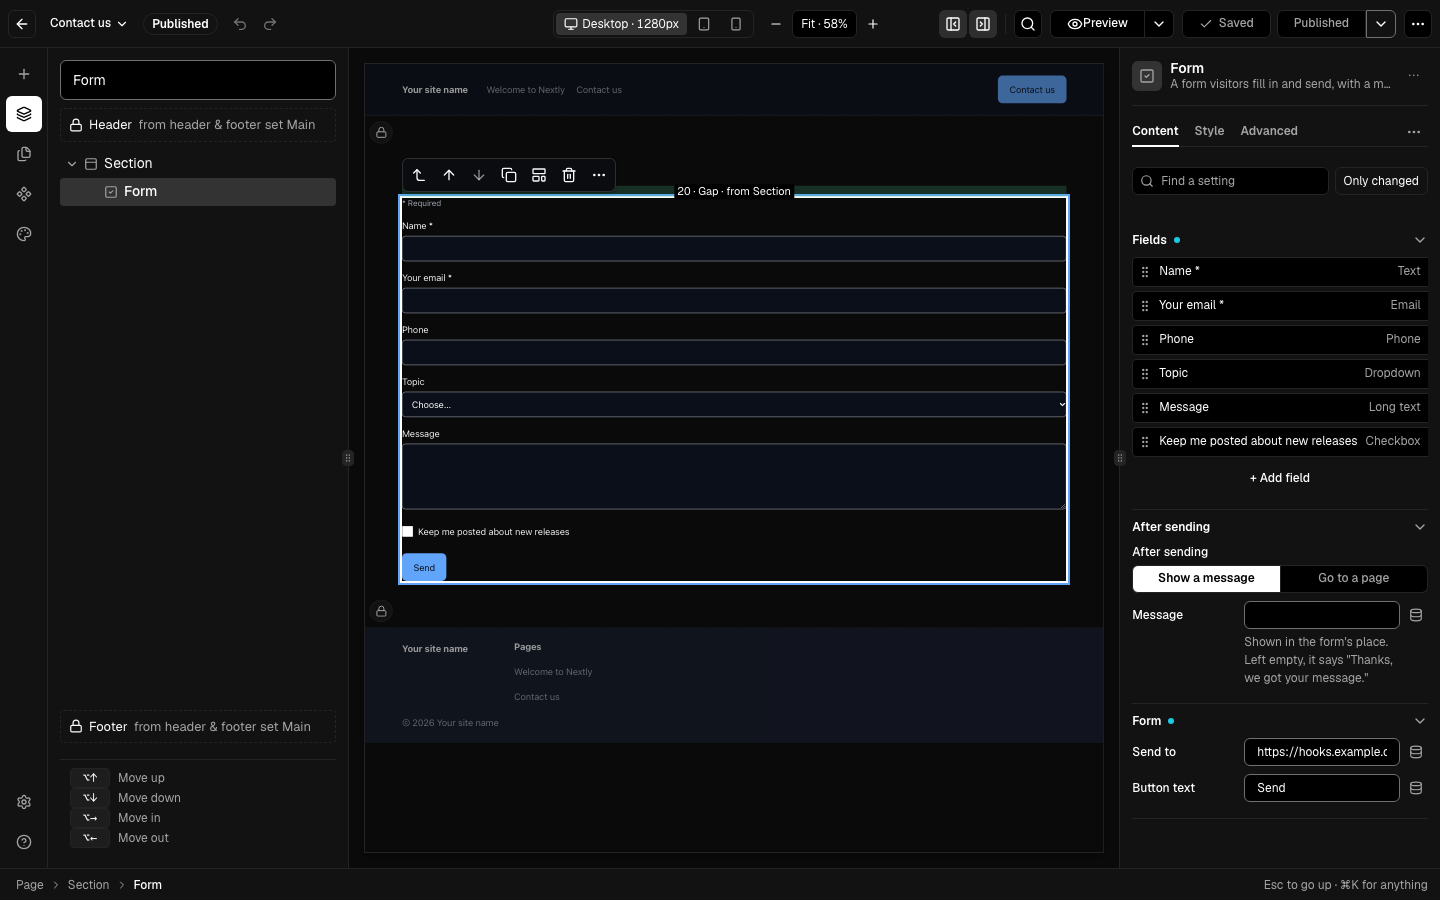 Contact us
Published
Desktop · 1280px
Fit · 58%
Preview
Saved
Published
Form
Header from header & footer set Main
Section
Form
Footer from header & footer set Main
⌥↑ Move up
⌥↓ Move down
⌥→ Move in
⌥← Move out
Your site name Welcome to Nextly Contact us
Contact us
20 · Gap · from Section
* Required
Name *
Your email *
Phone
Topic
Choose...
Message
Keep me posted about new releases
Send
Your site name
Pages
Welcome to Nextly
Contact us
© 2026 Your site name
Form
A form visitors fill in and send, with a m...
Content Style Advanced
Find a setting
Only changed
Fields
Name * Text
Your email * Email
Phone Phone
Topic Dropdown
Message Long text
Keep me posted about new releases Checkbox
+ Add field
After sending
After sending
Show a message Go to a page
Message
Shown in the form's place.
Left empty, it says "Thanks,
we got your message."
Form
Send to https://hooks.example.c
Button text Send
Page > Section > Form
Esc to go up · ⌘K for anything